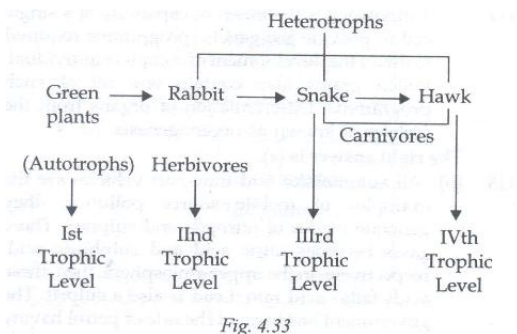 Heterotrophs
Green plants Rabbit Snake Hawk
Carnivores
(Autotrophs) Herbivores
Ist IInd IIIrd IVth
Trophic Trophic Trophic Trophic
Level Level Level Level
Fig. 4.33